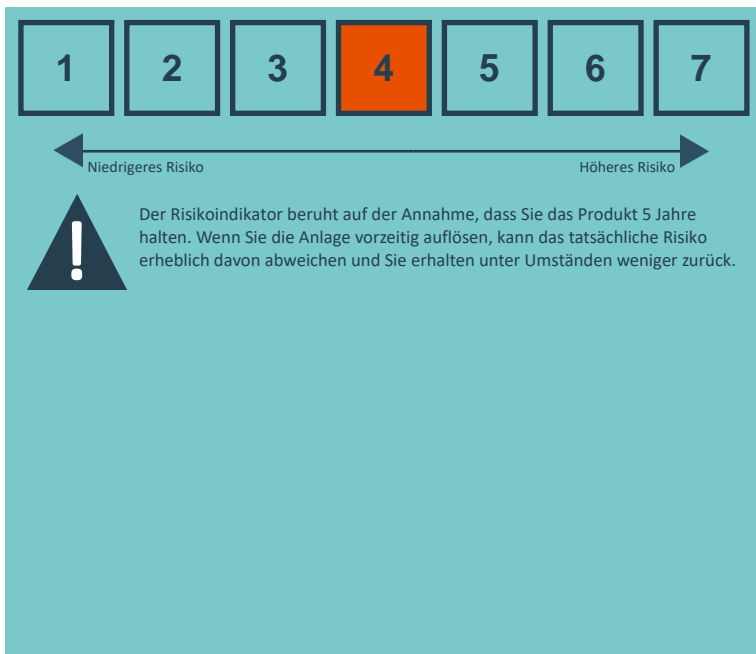 1 2 3 4 5 6 7
Niedrigeres Risiko Höheres Risiko
!
Der Risikoindikator beruht auf der Annahme, dass Sie das Produkt 5 Jahre
halten. Wenn Sie die Anlage vorzeitig auflösen, kann das tatsächliche Risiko
erheblich davon abweichen und Sie erhalten unter Umständen weniger zurück.